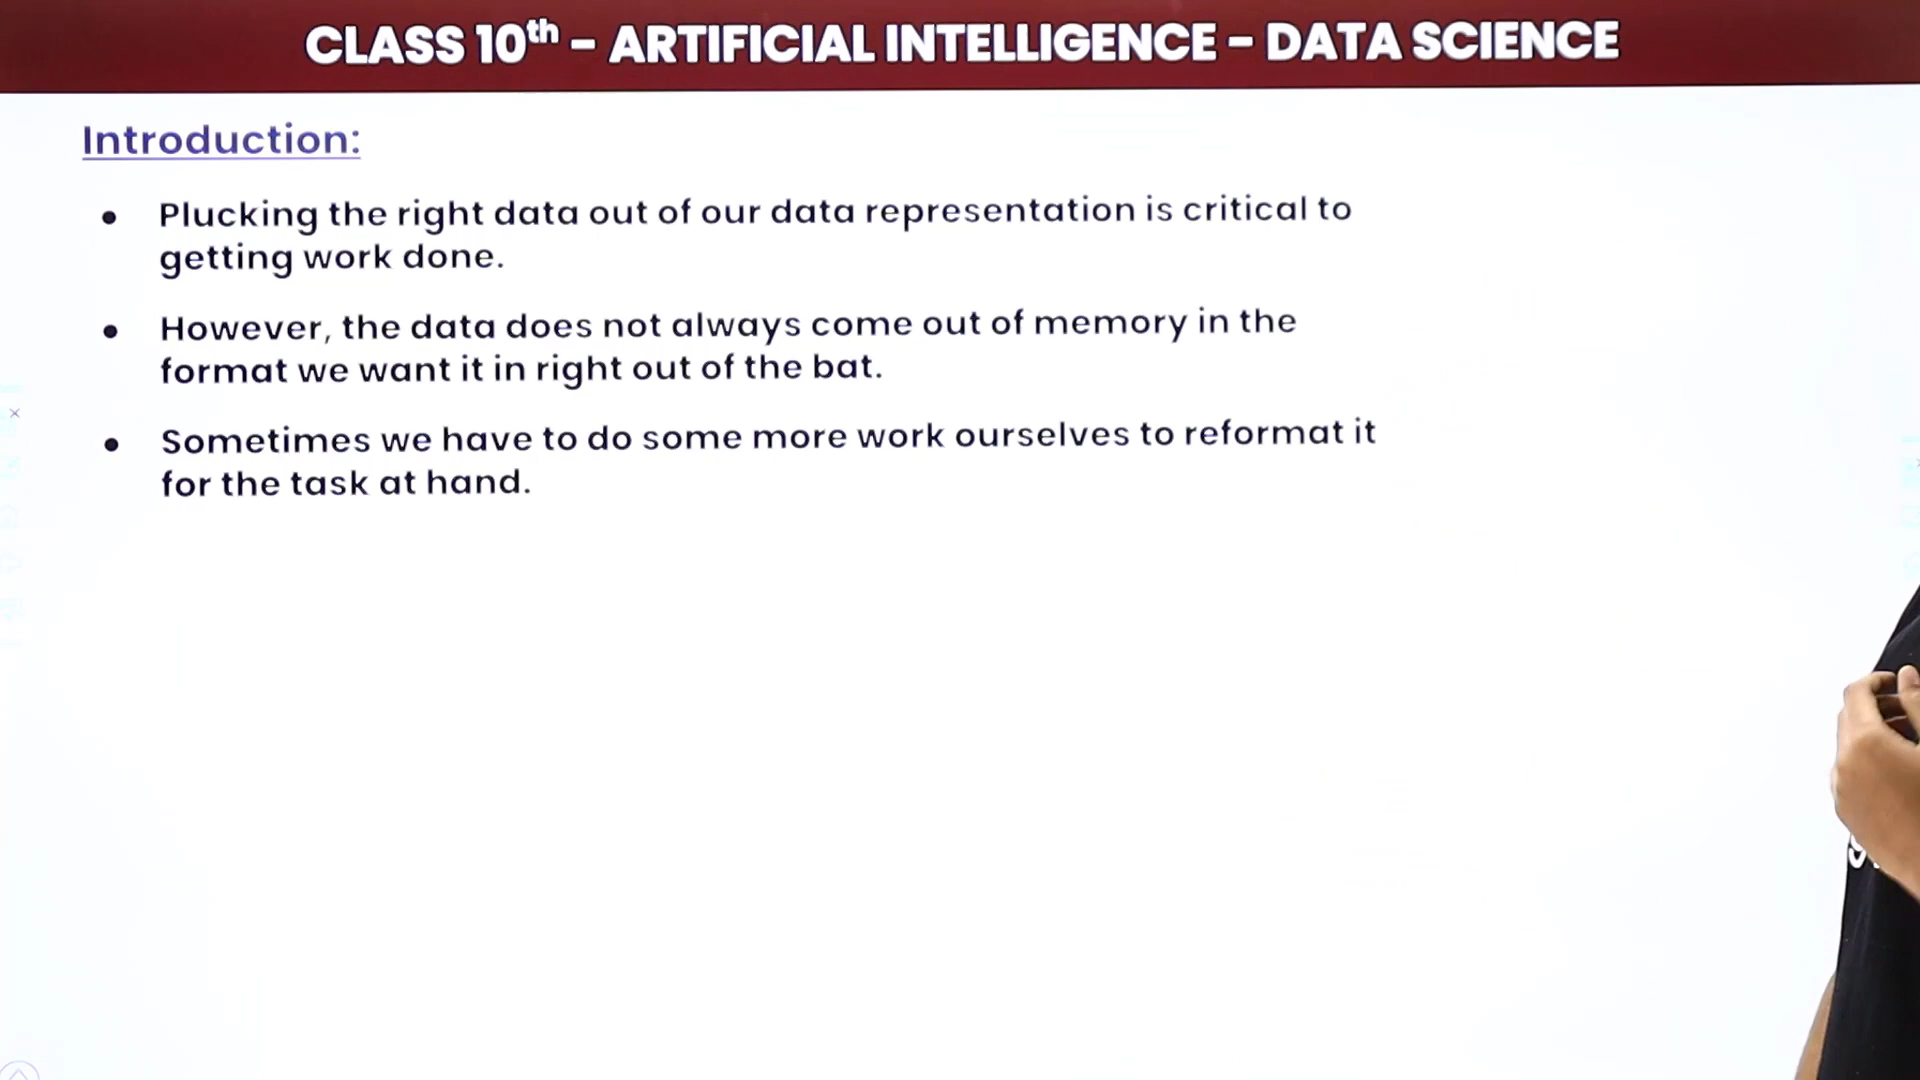 CLASS 10th – ARTIFICIAL INTELLIGENCE – DATA SCIENCE
Introduction:
• Plucking the right data out of our data representation is critical to
getting work done.
• However, the data does not always come out of memory in the
format we want it in right out of the bat.
• Sometimes we have to do some more work ourselves to reformat it
for the task at hand.